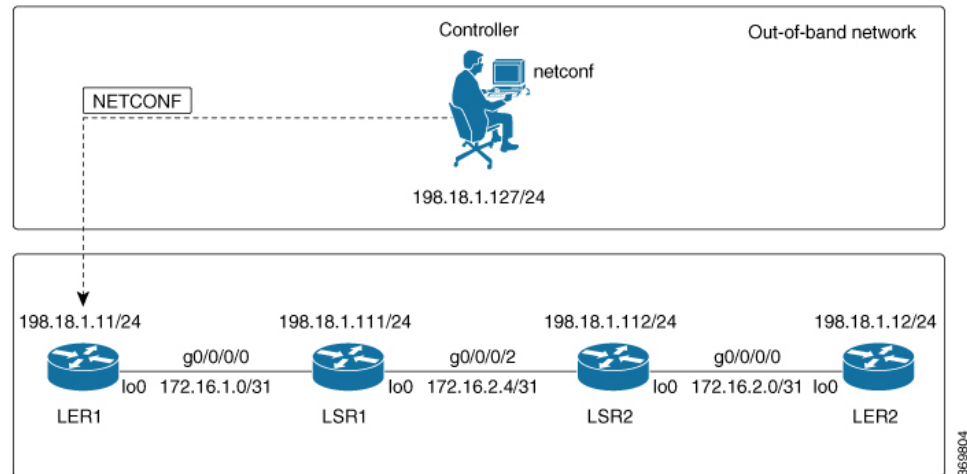 Controller
Out-of-band network
netconf
NETCONF
198.18.1.127/24
198.18.1.11/24
198.18.1.111/24
198.18.1.112/24
198.18.1.12/24
g0/0/0/0
g0/0/0/2
g0/0/0/0
lo0
172.16.1.0/31
lo0
172.16.2.4/31
lo0
172.16.2.0/31
lo0
LER1
LSR1
LSR2
LER2
369804